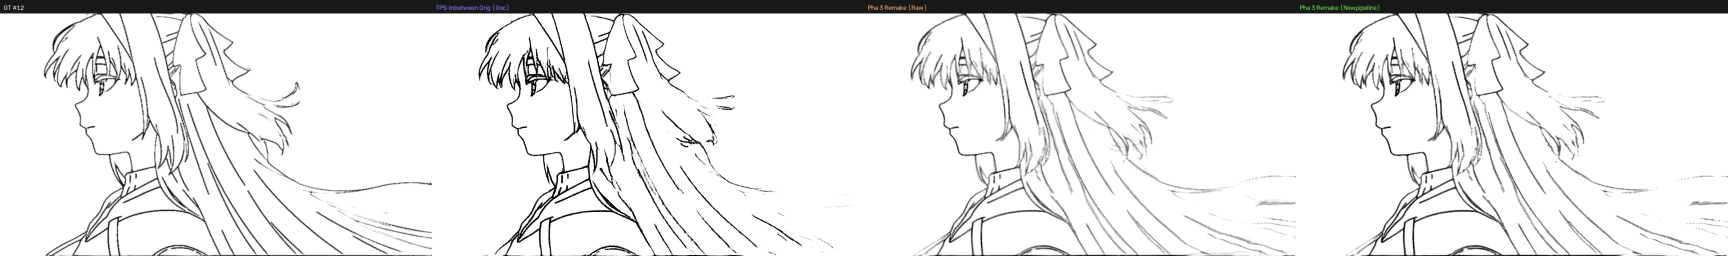 GT #12
TPS-Inbetween Orig (Doc)
Pha 3 Remake (Raw)
Pha 3 Remake (Newpipeline)